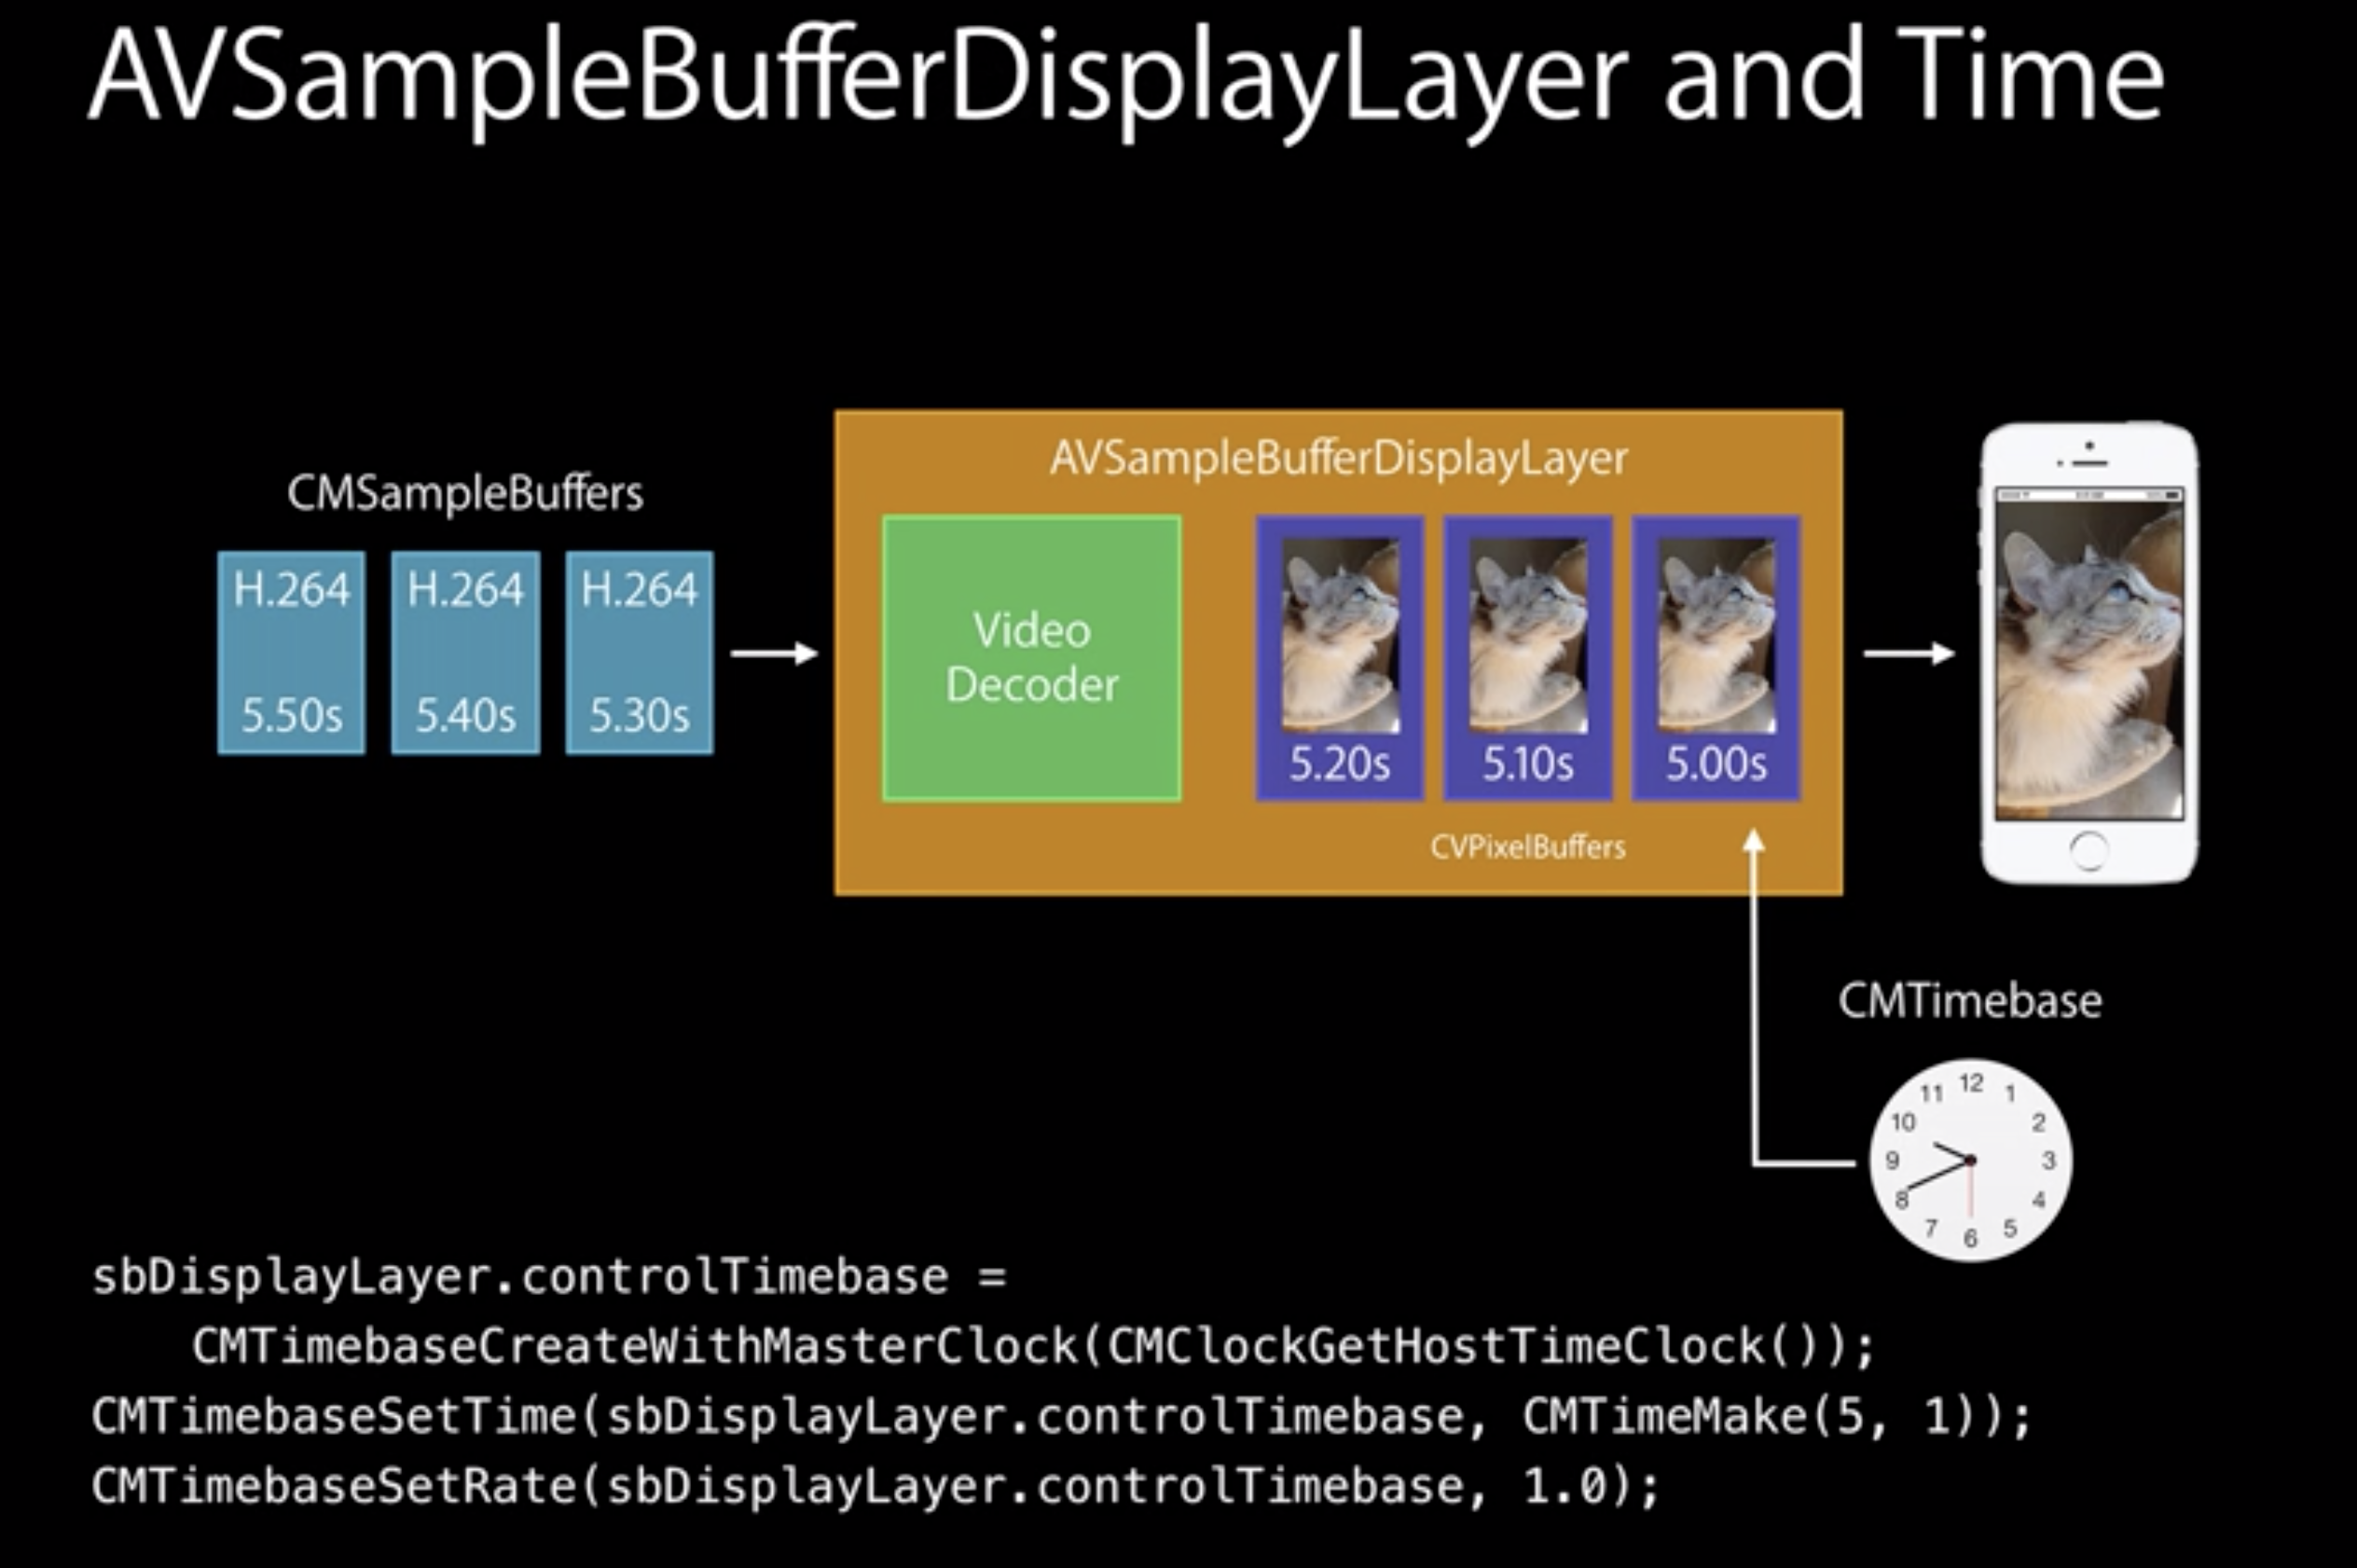 AVSampleBufferDisplayLayer and Time
CMSampleBuffers
H.264
5.50s
H.264
5.40s
H.264
5.30s
AVSampleBufferDisplayLayer
Video
Decoder
5.20s
5.10s
5.00s
CVPixelBuffers
CMTimebase
12
1
2
3
4
5
6
7
8
9
10
11
sbDisplayLayer.controlTimebase =
CMTimebaseCreateWithMasterClock(CMClockGetHostTimeClock());
CMTimebaseSetTime(sbDisplayLayer.controlTimebase, CMTimeMake(5, 1));
CMTimebaseSetRate(sbDisplayLayer.controlTimebase, 1.0);